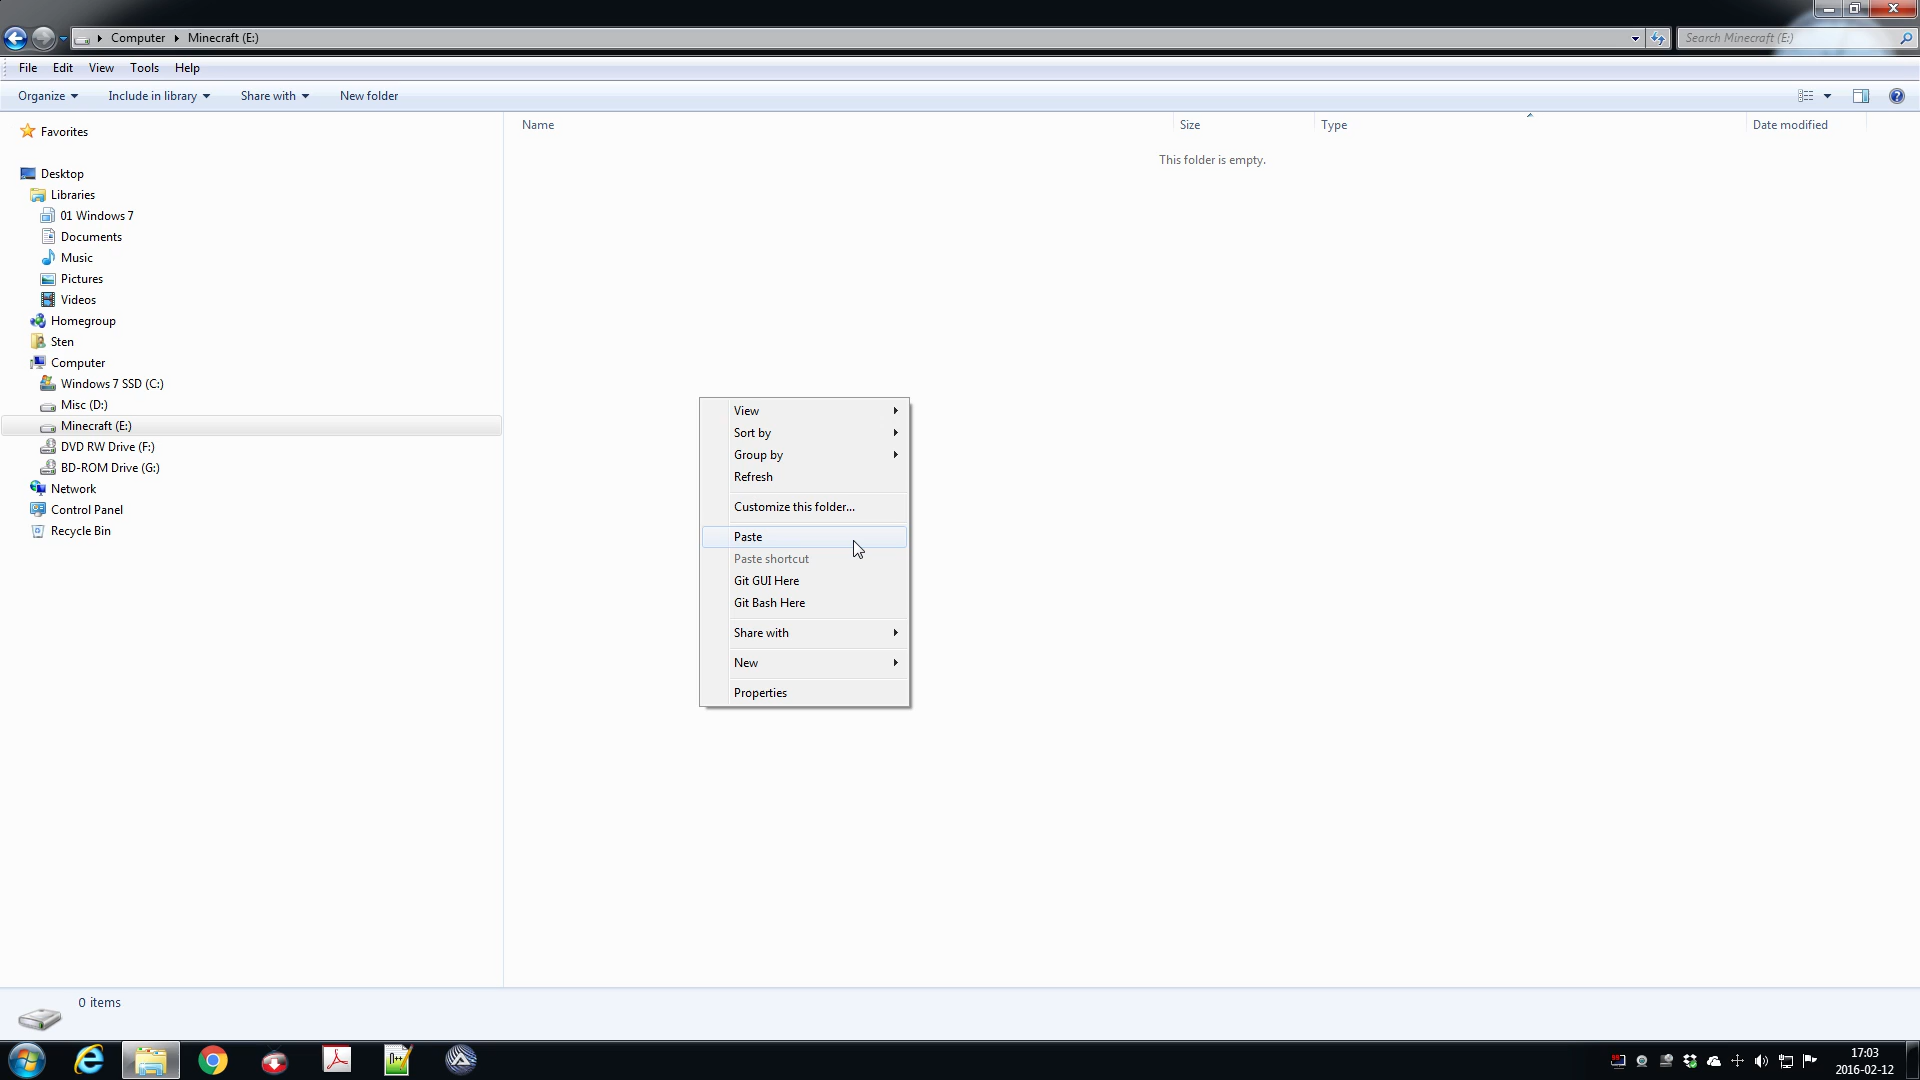 Computer
Minecraft (E:)
Search Minecraft (E:)
File
Edit
View
Tools
Help
Organize
Include in library
Share with
New folder
Name
Size
Type
Date modified
This folder is empty.
Favorites
Desktop
Libraries
01 Windows 7
Documents
Music
Pictures
Videos
Homegroup
Sten
Computer
Windows 7 SSD (C:)
Misc (D:)
Minecraft (E:)
DVD RW Drive (F:)
BD-ROM Drive (G:)
Network
Control Panel
Recycle Bin
View
Sort by
Group by
Refresh
Customize this folder...
Paste
Paste shortcut
Git GUI Here
Git Bash Here
Share with
New
Properties
0 items
17:03
2016-02-12